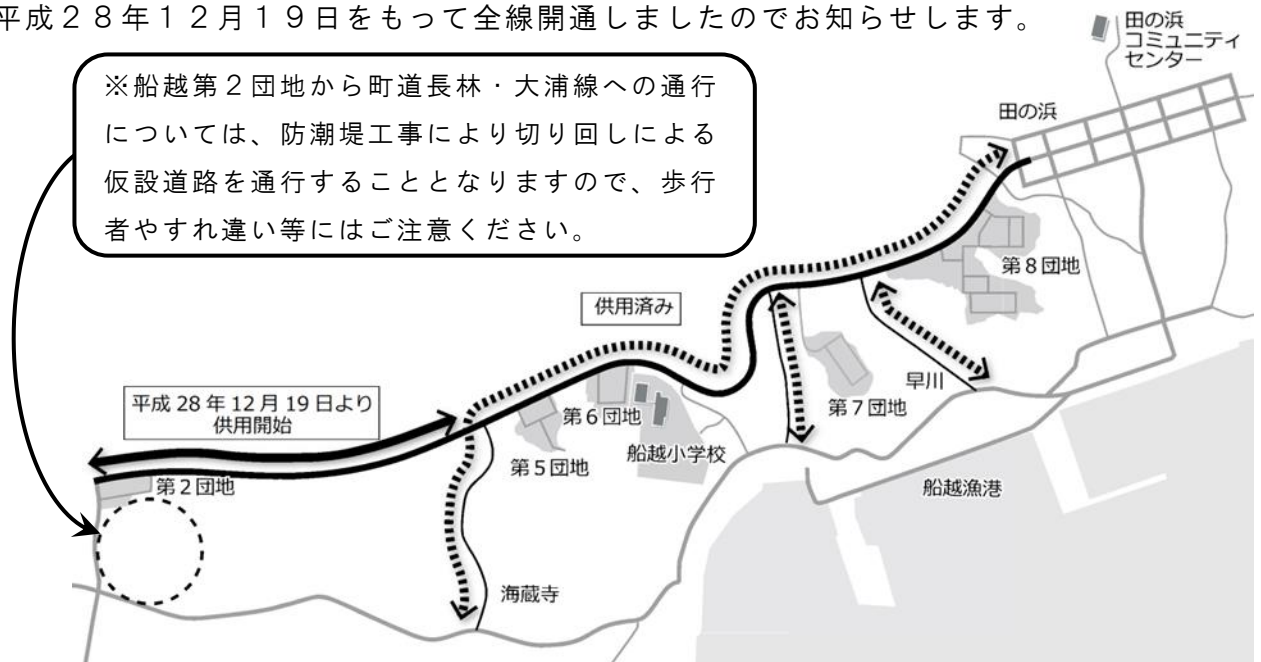 平成２８年１２月１９日をもって全線開通しましたのでお知らせします。
※船越第２団地から町道長林・大浦線への通行
については、防潮堤工事により切り回しによる
仮設道路を通行することとなりますので、歩行
者やすれ違い等にはご注意ください。
田の浜
コミュニティ
センター
田の浜
第８団地
供用済み
早川
第７団地
平成 28 年 12 月 19 日より
供用開始
第６団地
船越小学校
第５団地
第２団地
船越漁港
海蔵寺